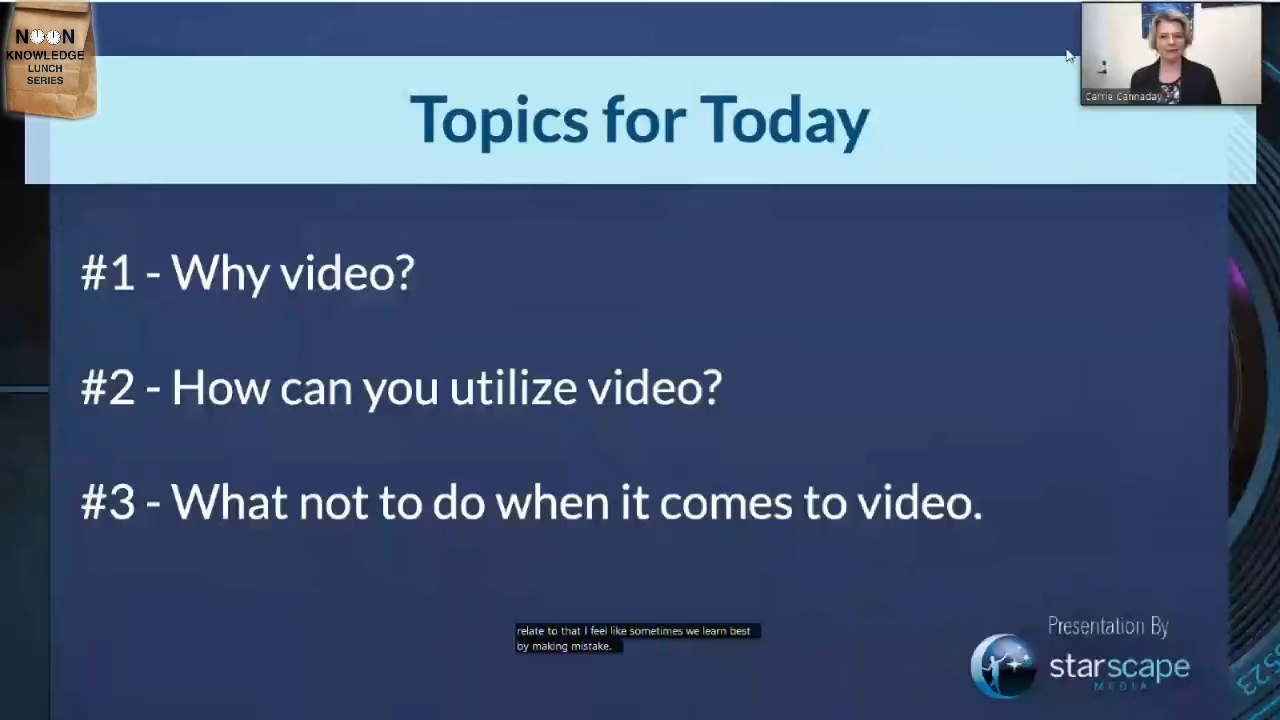 NOON
KNOWLEDGE
LUNCH
SERIES
Topics for Today
Carrie Cannaday
#1 - Why video?
#2 - How can you utilize video?
#3 - What not to do when it comes to video.
relate to that I feel like sometimes we learn best
by making mistake.
Presentation By
starscape
MEDIA
523